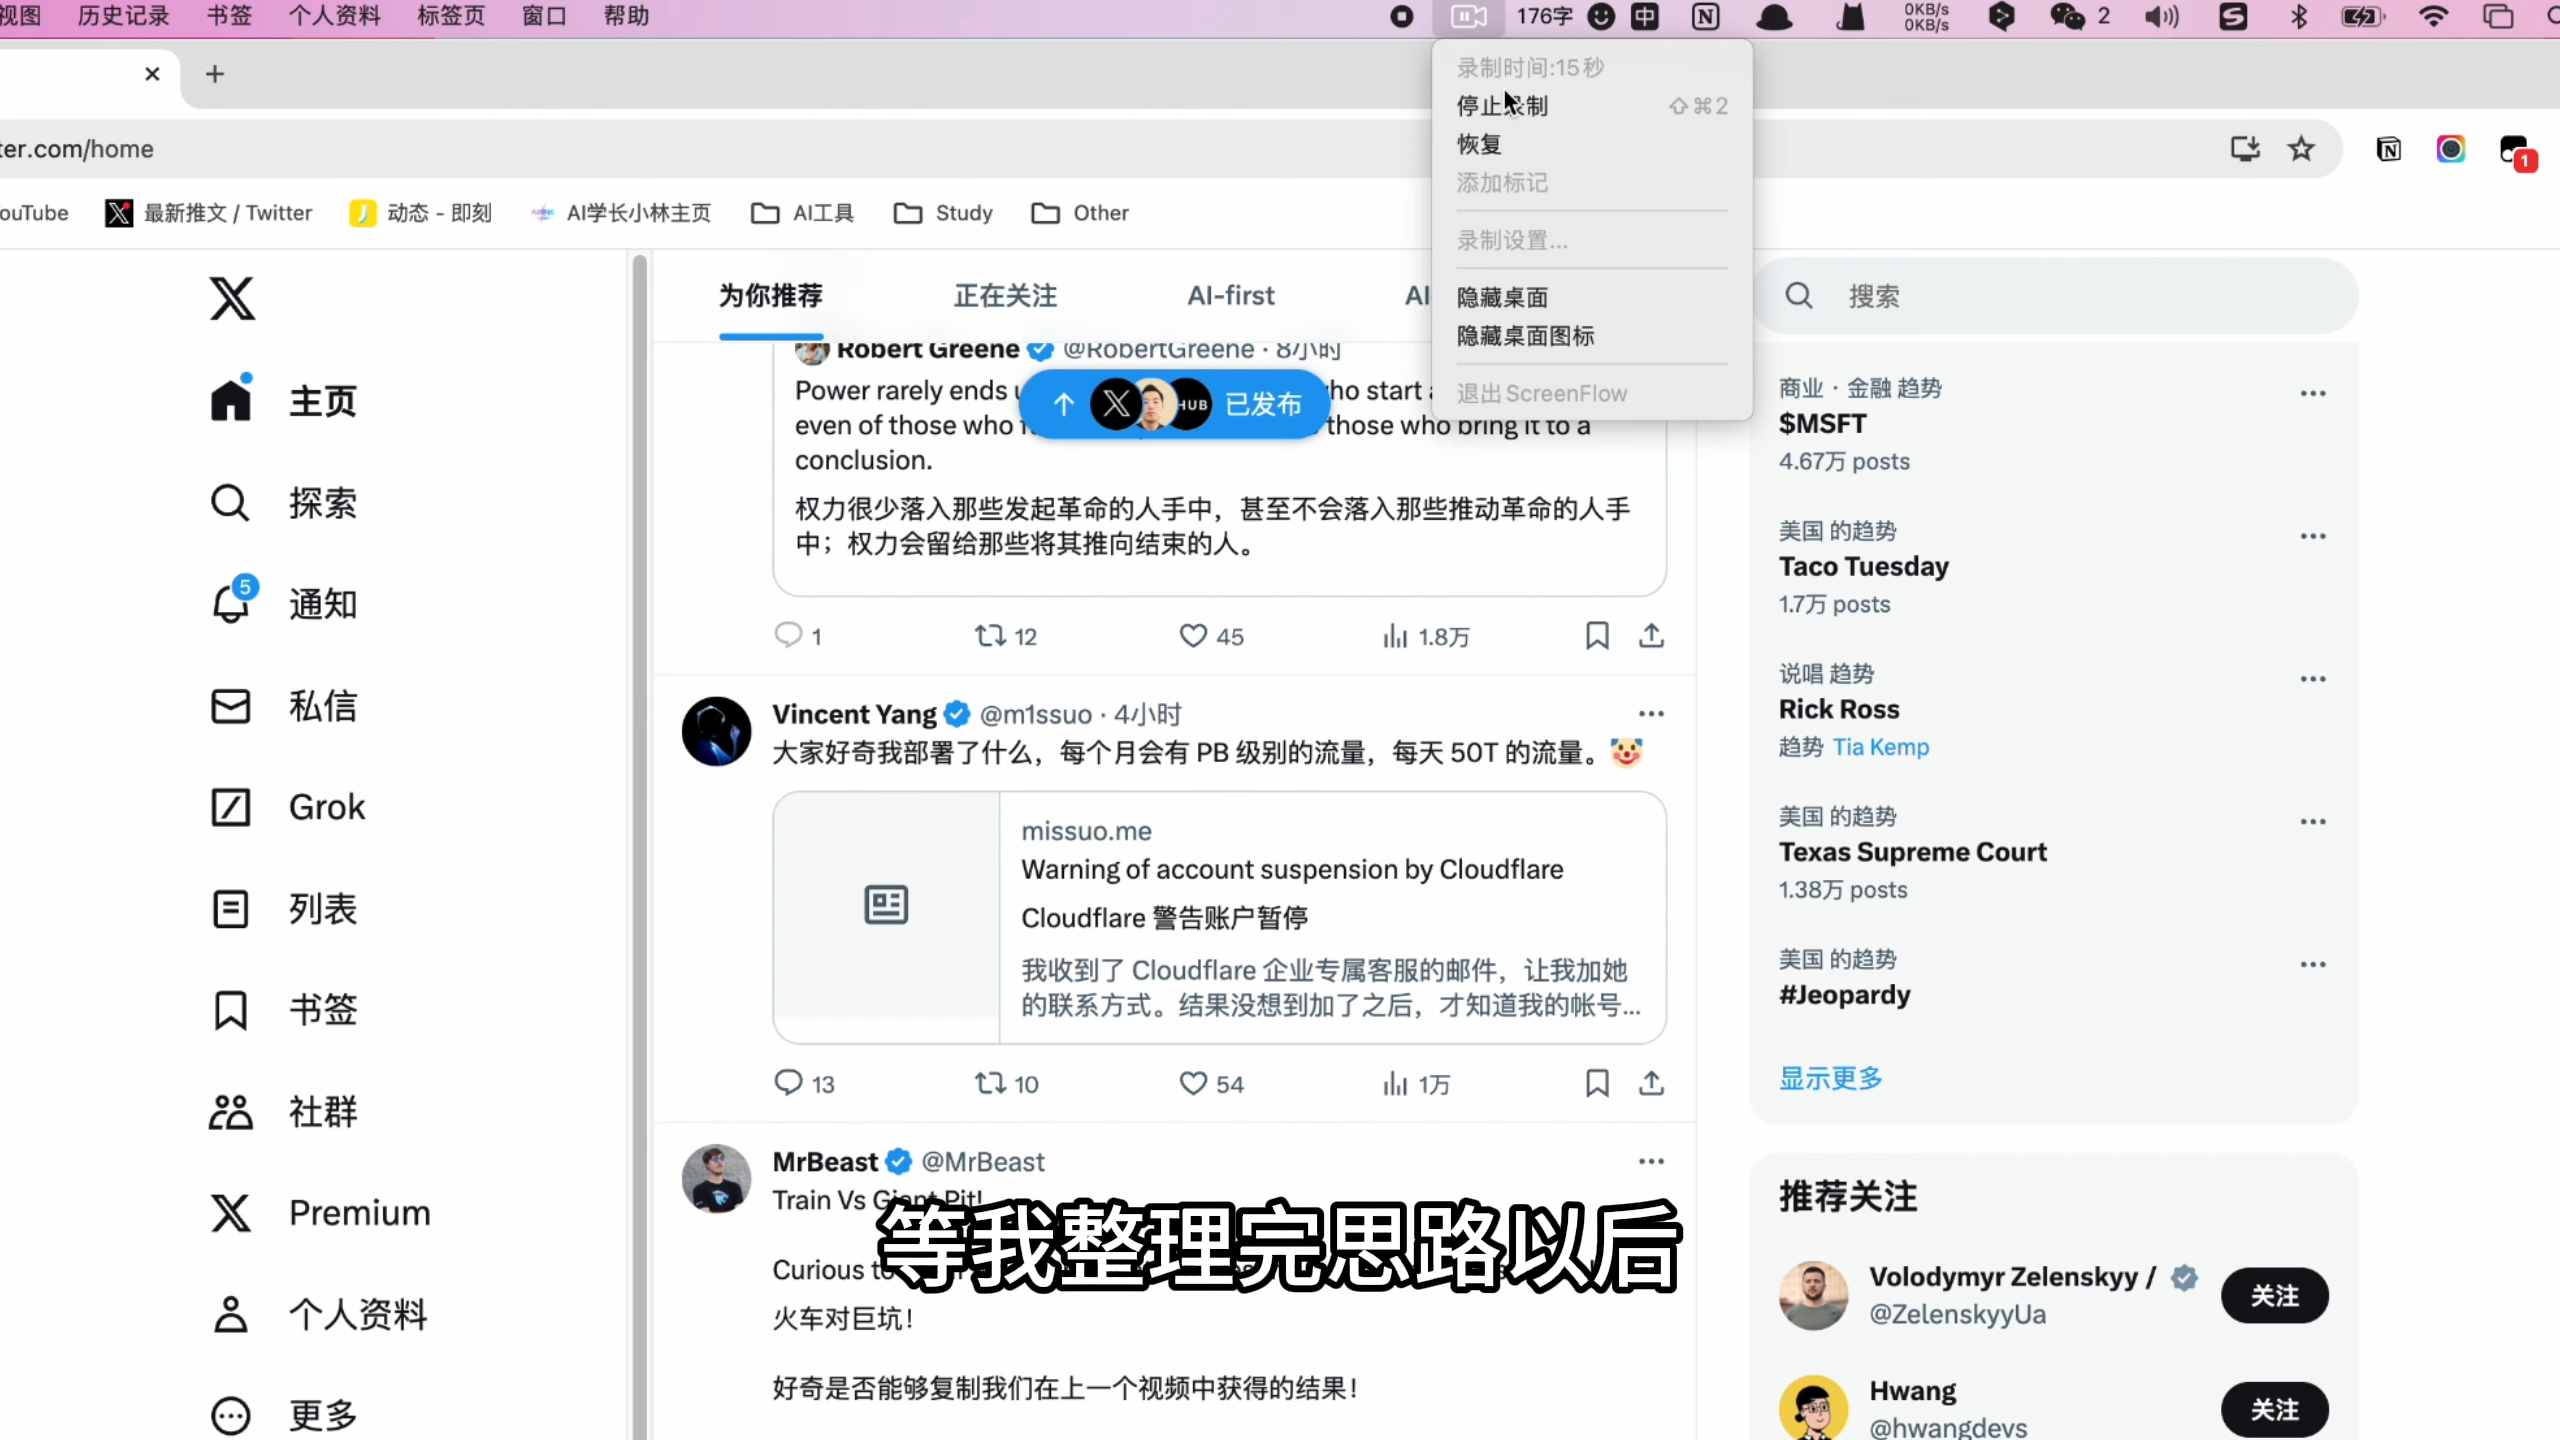 视图 历史记录 书签 个人资料 标签页 窗口 帮助
176字 中 N 0KB/s 0KB/s 2
录制时间:15秒
停止录制 ⇧⌘2
恢复
添加标记
录制设置...
隐藏桌面
隐藏桌面图标
退出ScreenFlow
ter.com/home
1
ouTube 最新推文 / Twitter 动态 - 即刻 AI学长小林主页 AI工具 Study Other
主页
探索
5
通知
私信
Grok
列表
书签
社群
Premium
个人资料
更多
为你推荐 正在关注 AI-first AI
Robert Greene @RobertGreene · 8小时
Power rarely ends u ho start a
even of those who those who bring it to a
conclusion.
↑ HUB 已发布
权力很少落入那些发起革命的人手中，甚至不会落入那些推动革命的人手
中；权力会留给那些将其推向结束的人。
1 12 45 1.8万
Vincent Yang @m1ssuo · 4小时
大家好奇我部署了什么，每个月会有 PB 级别的流量，每天 50T 的流量。🤡
missuo.me
Warning of account suspension by Cloudflare
Cloudflare 警告账户暂停
我收到了 Cloudflare 企业专属客服的邮件，让我加她
的联系方式。结果没想到加了之后，才知道我的帐号...
13 10 54 1万
MrBeast @MrBeast
Train Vs Giant Pit!
Curious to
等我整理完思路以后
火车对巨坑！
好奇是否能够复制我们在上一个视频中获得的结果！
搜索
商业 · 金融 趋势
$MSFT
4.67万 posts
美国 的趋势
Taco Tuesday
1.7万 posts
说唱 趋势
Rick Ross
趋势 Tia Kemp
美国 的趋势
Texas Supreme Court
1.38万 posts
美国 的趋势
#Jeopardy
显示更多
推荐关注
Volodymyr Zelenskyy /
@ZelenskyyUa
关注
Hwang
@hwangdevs
关注